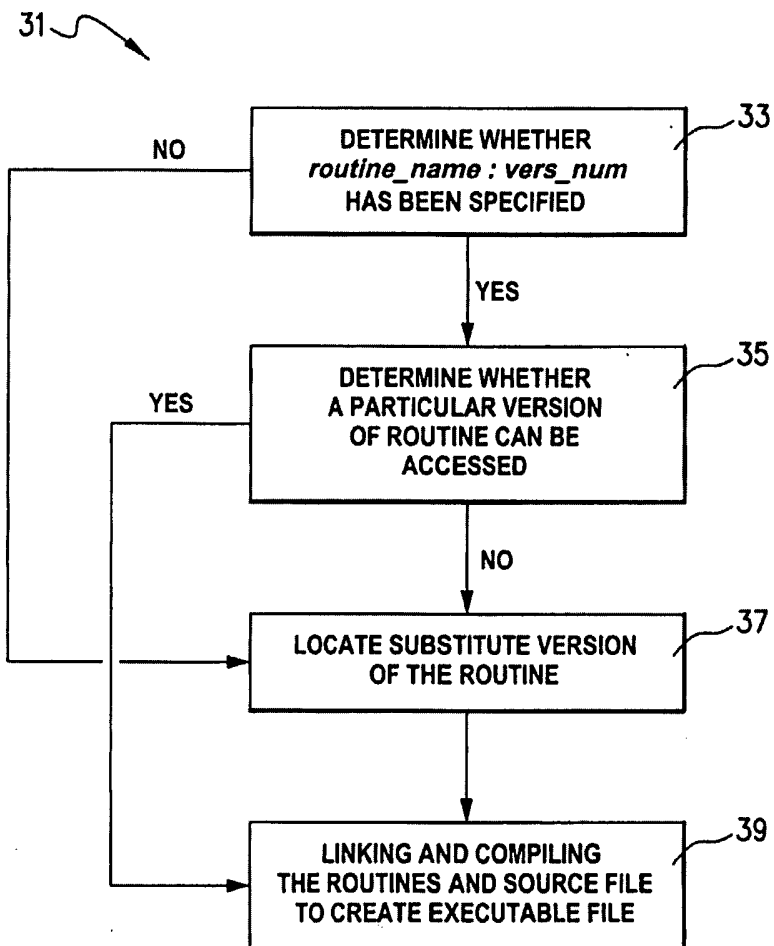 31
33
DETERMINE WHETHER
routine_name : vers_num
HAS BEEN SPECIFIED
NO
YES
35
DETERMINE WHETHER
A PARTICULAR VERSION
OF ROUTINE CAN BE
ACCESSED
YES
NO
37
LOCATE SUBSTITUTE VERSION
OF THE ROUTINE
39
LINKING AND COMPILING
THE ROUTINES AND SOURCE FILE
TO CREATE EXECUTABLE FILE